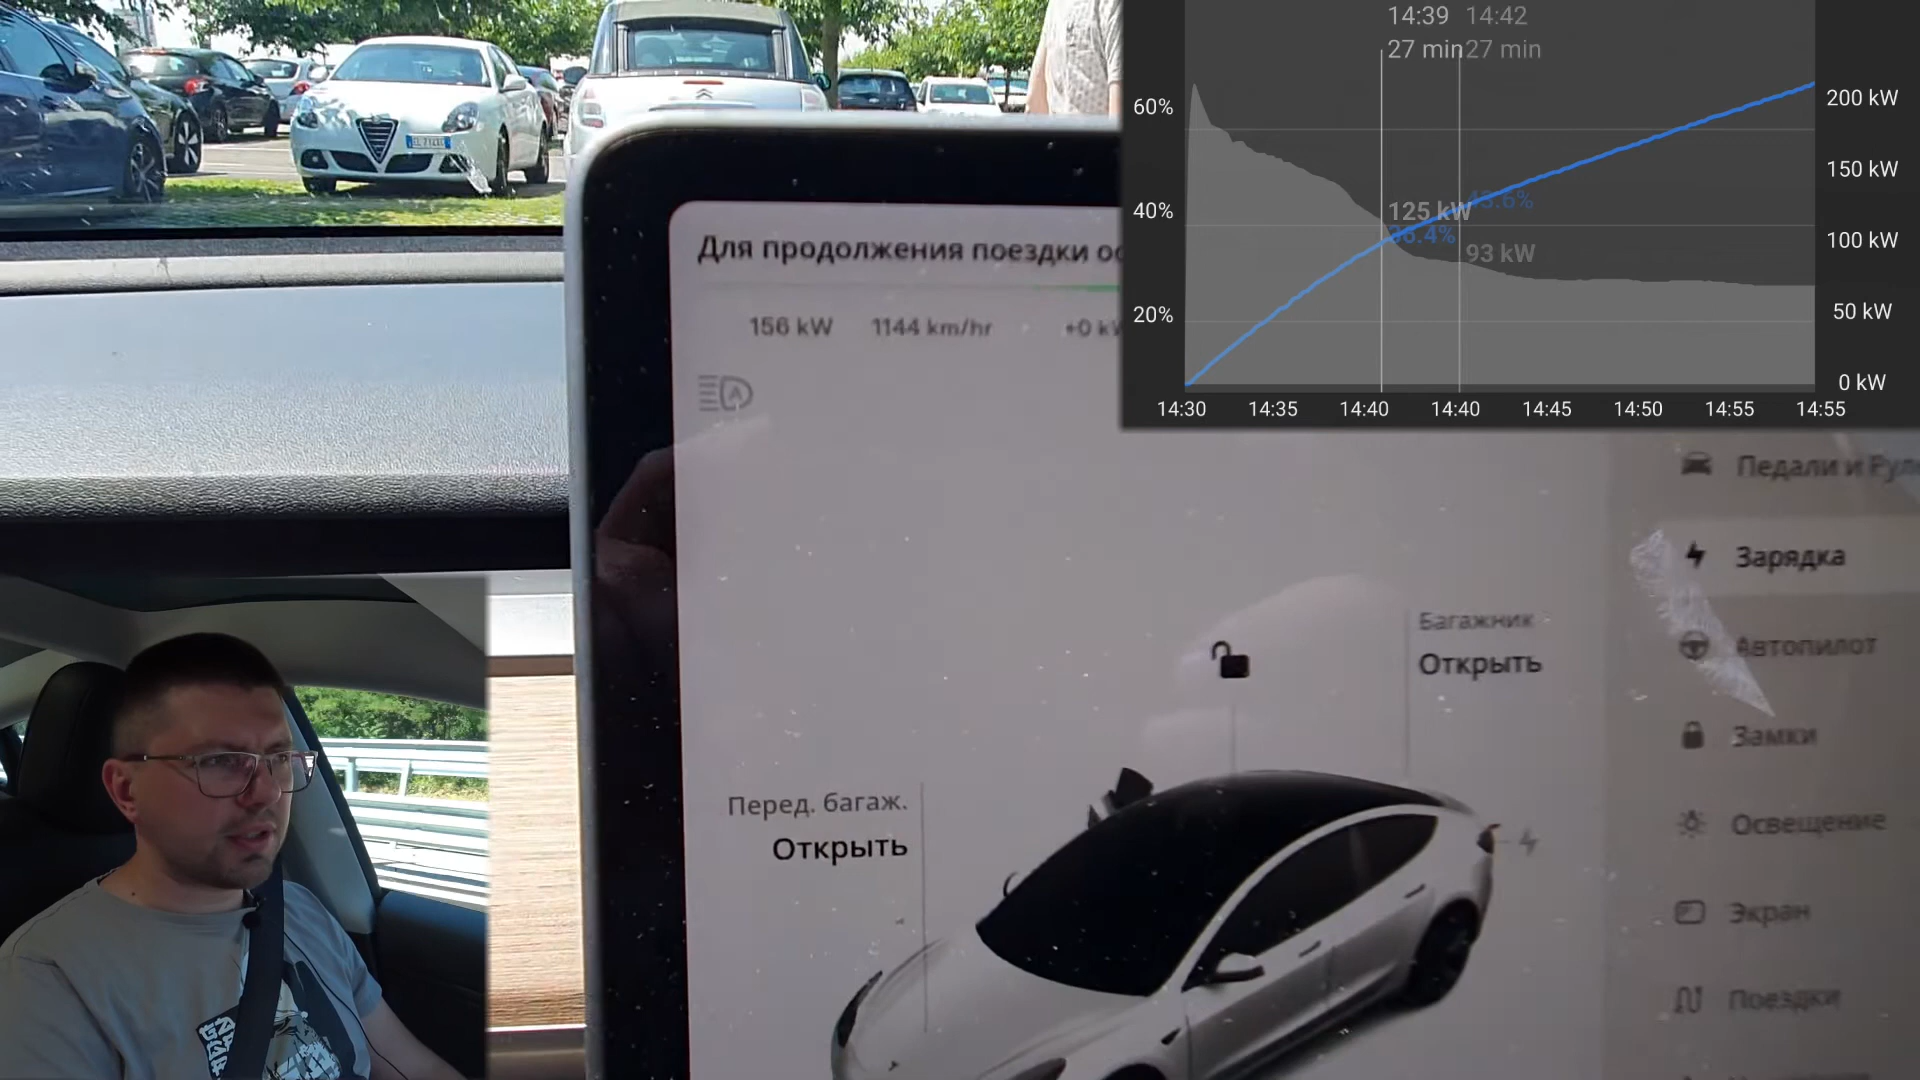 14:39 14:42
27 min 27 min
60%
200 kW
150 kW
43.6%
40%
125 kW
36.4%
100 kW
93 kW
20%
50 kW
0 kW
14:30 14:35 14:40 14:40 14:45 14:50 14:55 14:55
Для продолжения поездки
156 kW 1144 km/hr +0
A
Педали и
Зарядка
Автопилот
Замки
Освещение
Экран
Поездки
Багажник
Открыть
Перед. багаж.
Открыть